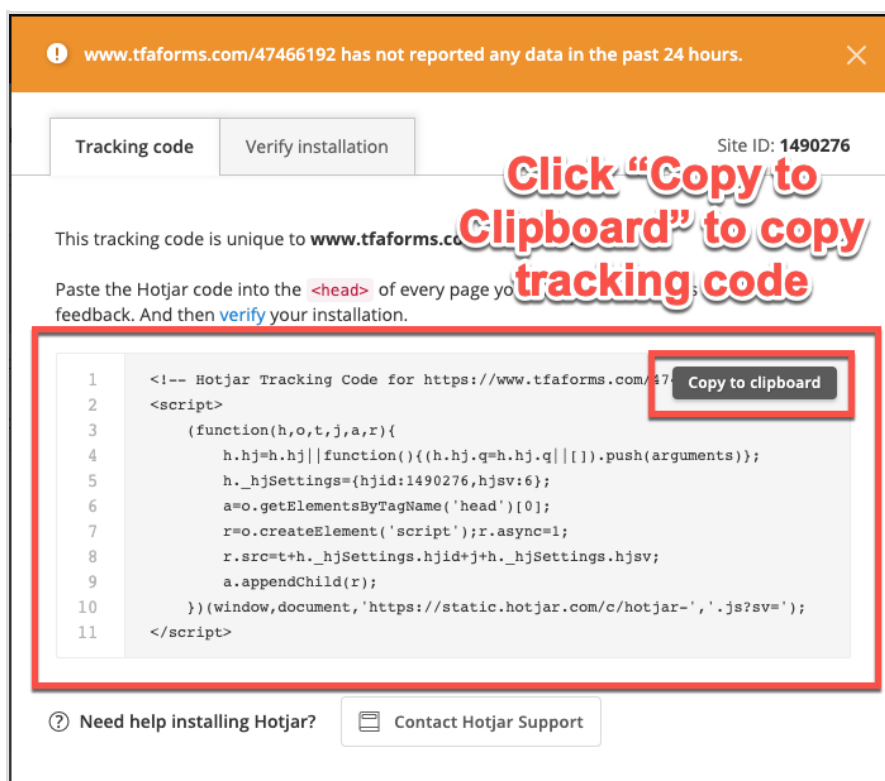 www.tfaforms.com/47466192 has not reported any data in the past 24 hours.
Tracking code
Verify installation
Site ID: 1490276
Click “Copy to
Clipboard” to copy
tracking code
This tracking code is unique to www.tfaforms.co
Paste the Hotjar code into the <head> of every page yo
feedback. And then verify your installation.
Copy to clipboard
1 <!-- Hotjar Tracking Code for https://www.tfaforms.com/47
2 <script>
3 (function(h,o,t,j,a,r){
4 h.hj=h.hj||function(){(h.hj.q=h.hj.q||[]).push(arguments)};
5 h._hjSettings={hjid:1490276,hjsv:6};
6 a=o.getElementsByTagName('head')[0];
7 r=o.createElement('script');r.async=1;
8 r.src=t+h._hjSettings.hjid+j+h._hjSettings.hjsv;
9 a.appendChild(r);
10 })(window,document,'https://static.hotjar.com/c/hotjar-','.js?sv=');
11 </script>
Need help installing Hotjar?
Contact Hotjar Support